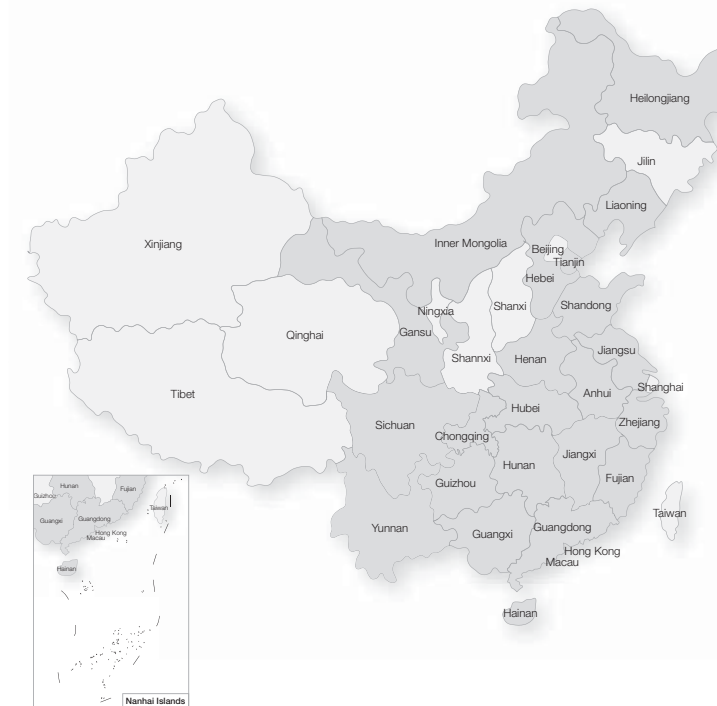 Heilongjiang
Jilin
Liaoning
Xinjiang
Inner Mongolia
Beijing
Tianjin
Hebei
Ningxia
Shanxi
Shandong
Qinghai
Gansu
Shannxi
Henan
Jiangsu
Tibet
Anhui
Shanghai
Sichuan
Hubei
Zhejiang
Chongqing
Jiangxi
Hunan
Guizhou
Fujian
Taiwan
Yunnan
Guangxi
Guangdong
Hong Kong
Macau
Hainan
Hunan
Fujian
Guizhou
Taiwan
Guangxi
Guangdong
Hong Kong
Macau
Hainan
Nanhai Islands